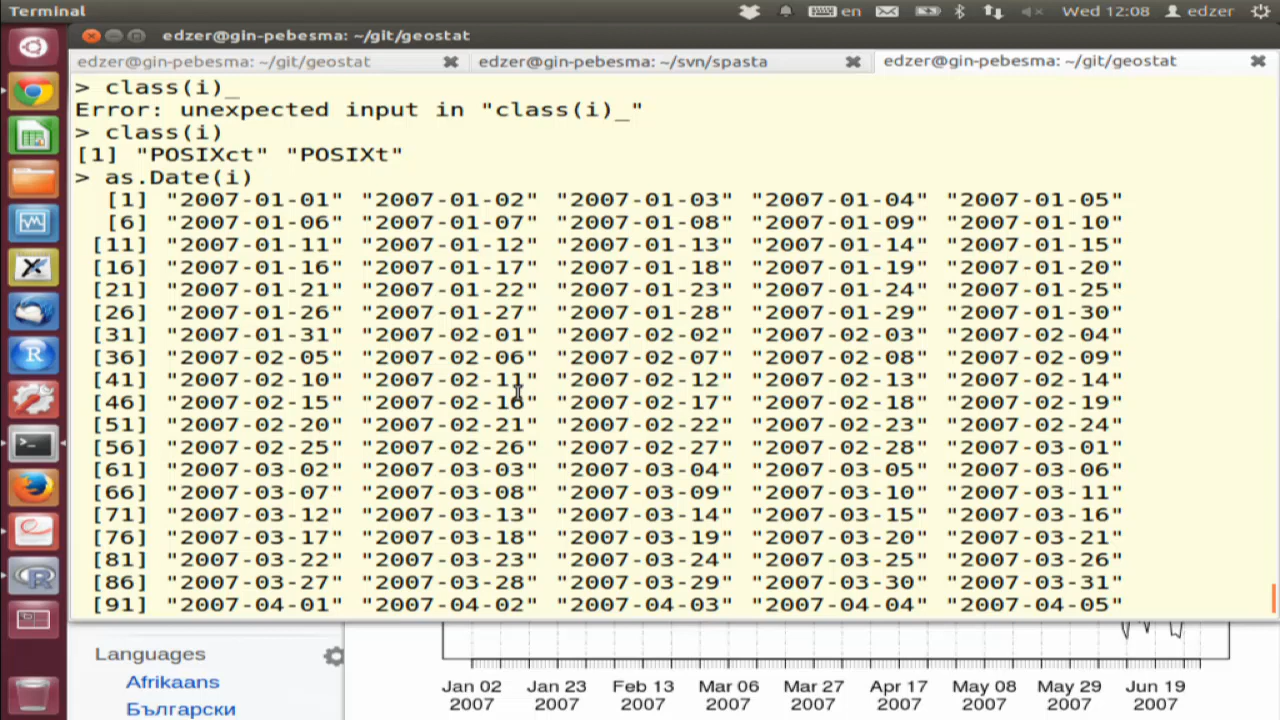 Terminal
en
Wed 12:08
edzer
edzer@gin-pebesma: ~/git/geostat
edzer@gin-pebesma: ~/git/geostat
edzer@gin-pebesma: ~/svn/spasta
edzer@gin-pebesma: ~/git/geostat
> class(i)_
Error: unexpected input in "class(i)_"
> class(i)
[1] "POSIXct" "POSIXt"
> as.Date(i)
[1] "2007-01-01" "2007-01-02" "2007-01-03" "2007-01-04" "2007-01-05"
[6] "2007-01-06" "2007-01-07" "2007-01-08" "2007-01-09" "2007-01-10"
[11] "2007-01-11" "2007-01-12" "2007-01-13" "2007-01-14" "2007-01-15"
[16] "2007-01-16" "2007-01-17" "2007-01-18" "2007-01-19" "2007-01-20"
[21] "2007-01-21" "2007-01-22" "2007-01-23" "2007-01-24" "2007-01-25"
[26] "2007-01-26" "2007-01-27" "2007-01-28" "2007-01-29" "2007-01-30"
[31] "2007-01-31" "2007-02-01" "2007-02-02" "2007-02-03" "2007-02-04"
[36] "2007-02-05" "2007-02-06" "2007-02-07" "2007-02-08" "2007-02-09"
[41] "2007-02-10" "2007-02-11" "2007-02-12" "2007-02-13" "2007-02-14"
[46] "2007-02-15" "2007-02-16" "2007-02-17" "2007-02-18" "2007-02-19"
[51] "2007-02-20" "2007-02-21" "2007-02-22" "2007-02-23" "2007-02-24"
[56] "2007-02-25" "2007-02-26" "2007-02-27" "2007-02-28" "2007-03-01"
[61] "2007-03-02" "2007-03-03" "2007-03-04" "2007-03-05" "2007-03-06"
[66] "2007-03-07" "2007-03-08" "2007-03-09" "2007-03-10" "2007-03-11"
[71] "2007-03-12" "2007-03-13" "2007-03-14" "2007-03-15" "2007-03-16"
[76] "2007-03-17" "2007-03-18" "2007-03-19" "2007-03-20" "2007-03-21"
[81] "2007-03-22" "2007-03-23" "2007-03-24" "2007-03-25" "2007-03-26"
[86] "2007-03-27" "2007-03-28" "2007-03-29" "2007-03-30" "2007-03-31"
[91] "2007-04-01" "2007-04-02" "2007-04-03" "2007-04-04" "2007-04-05"
Languages
Afrikaans
Български
Jan 02 Jan 23 Feb 13 Mar 06 Mar 27 Apr 17 May 08 May 29 Jun 19
2007 2007 2007 2007 2007 2007 2007 2007 2007